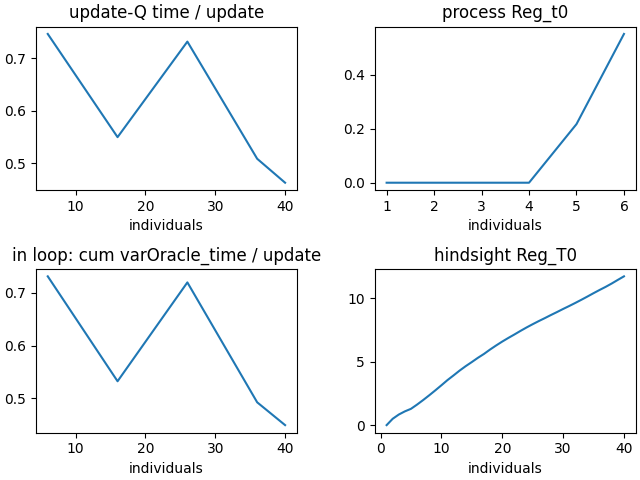 update-Q time / update
0.7
0.6
0.5
10 20 30 40
individuals
process Reg_t0
0.4
0.2
0.0
1 2 3 4 5 6
individuals
in loop: cum varOracle_time / update
0.7
0.6
0.5
10 20 30 40
individuals
hindsight Reg_T0
10
5
0
0 10 20 30 40
individuals